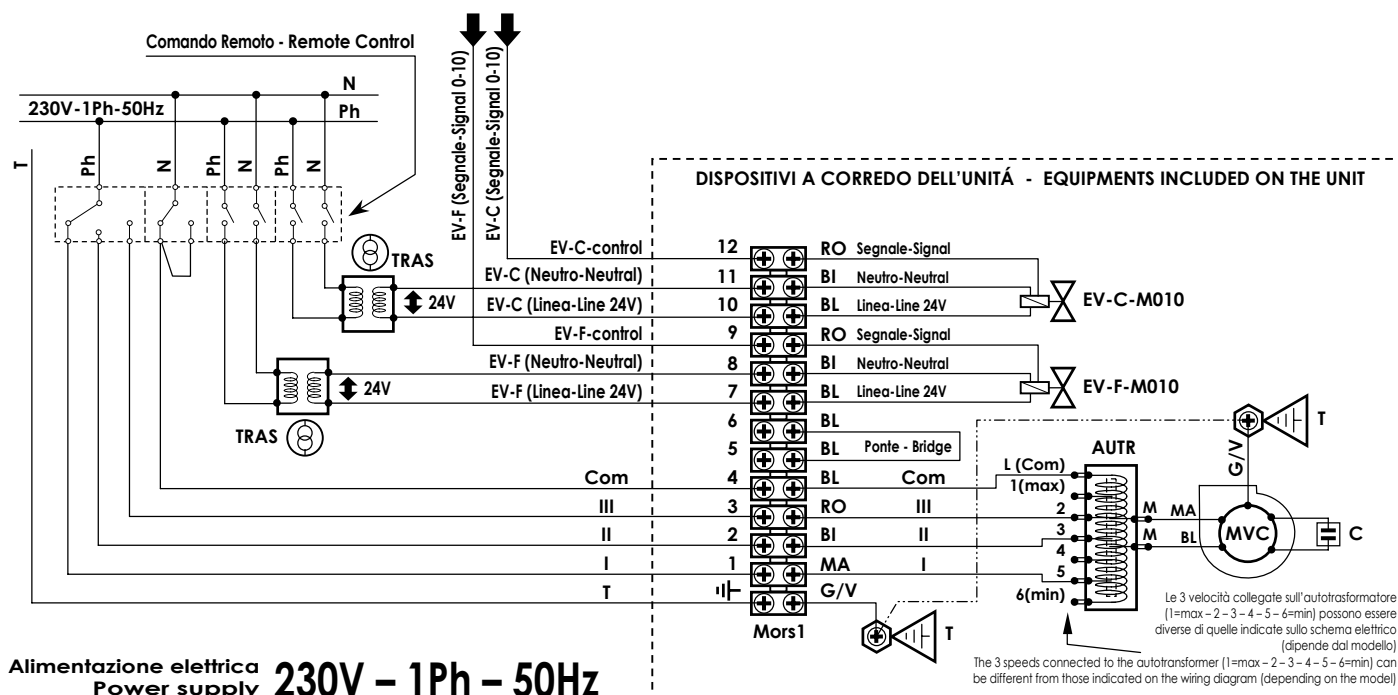 Comando Remoto - Remote Control
N
230V-1Ph-50Hz
Ph
T
Ph
N
Ph
N
Ph
N
EV-F (Segnale-Signal 0-10)
EV-C (Segnale-Signal 0-10)
DISPOSITIVI A CORREDO DELL'UNITÁ - EQUIPMENTS INCLUDED ON THE UNIT
TRAS
24V
24V
TRAS
EV-C-control 12 RO Segnale-Signal
EV-C (Neutro-Neutral) 11 BI Neutro-Neutral
EV-C (Linea-Line 24V) 10 BL Linea-Line 24V
EV-C-M010
EV-F-control 9 RO Segnale-Signal
EV-F (Neutro-Neutral) 8 BI Neutro-Neutral
EV-F (Linea-Line 24V) 7 BL Linea-Line 24V
EV-F-M010
6 BL
5 BL Ponte - Bridge
Com 4 BL Com
III 3 RO III
II 2 BI II
I 1 MA I
T G/V
Mors1
T
AUTR
L (Com)
1(max)
2
3
4
5
6(min)
M MA
M BL
MVC
G/V
T
C
Le 3 velocità collegate sull'autotrasformatore
(1=max – 2 – 3 – 4 – 5 – 6=min) possono essere
diverse di quelle indicate sullo schema elettrico
(dipende dal modello)
The 3 speeds connected to the autotransformer (1=max – 2 – 3 – 4 – 5 – 6=min) can
be different from those indicated on the wiring diagram (depending on the model)
Alimentazione elettrica
Power supply 230V – 1Ph – 50Hz